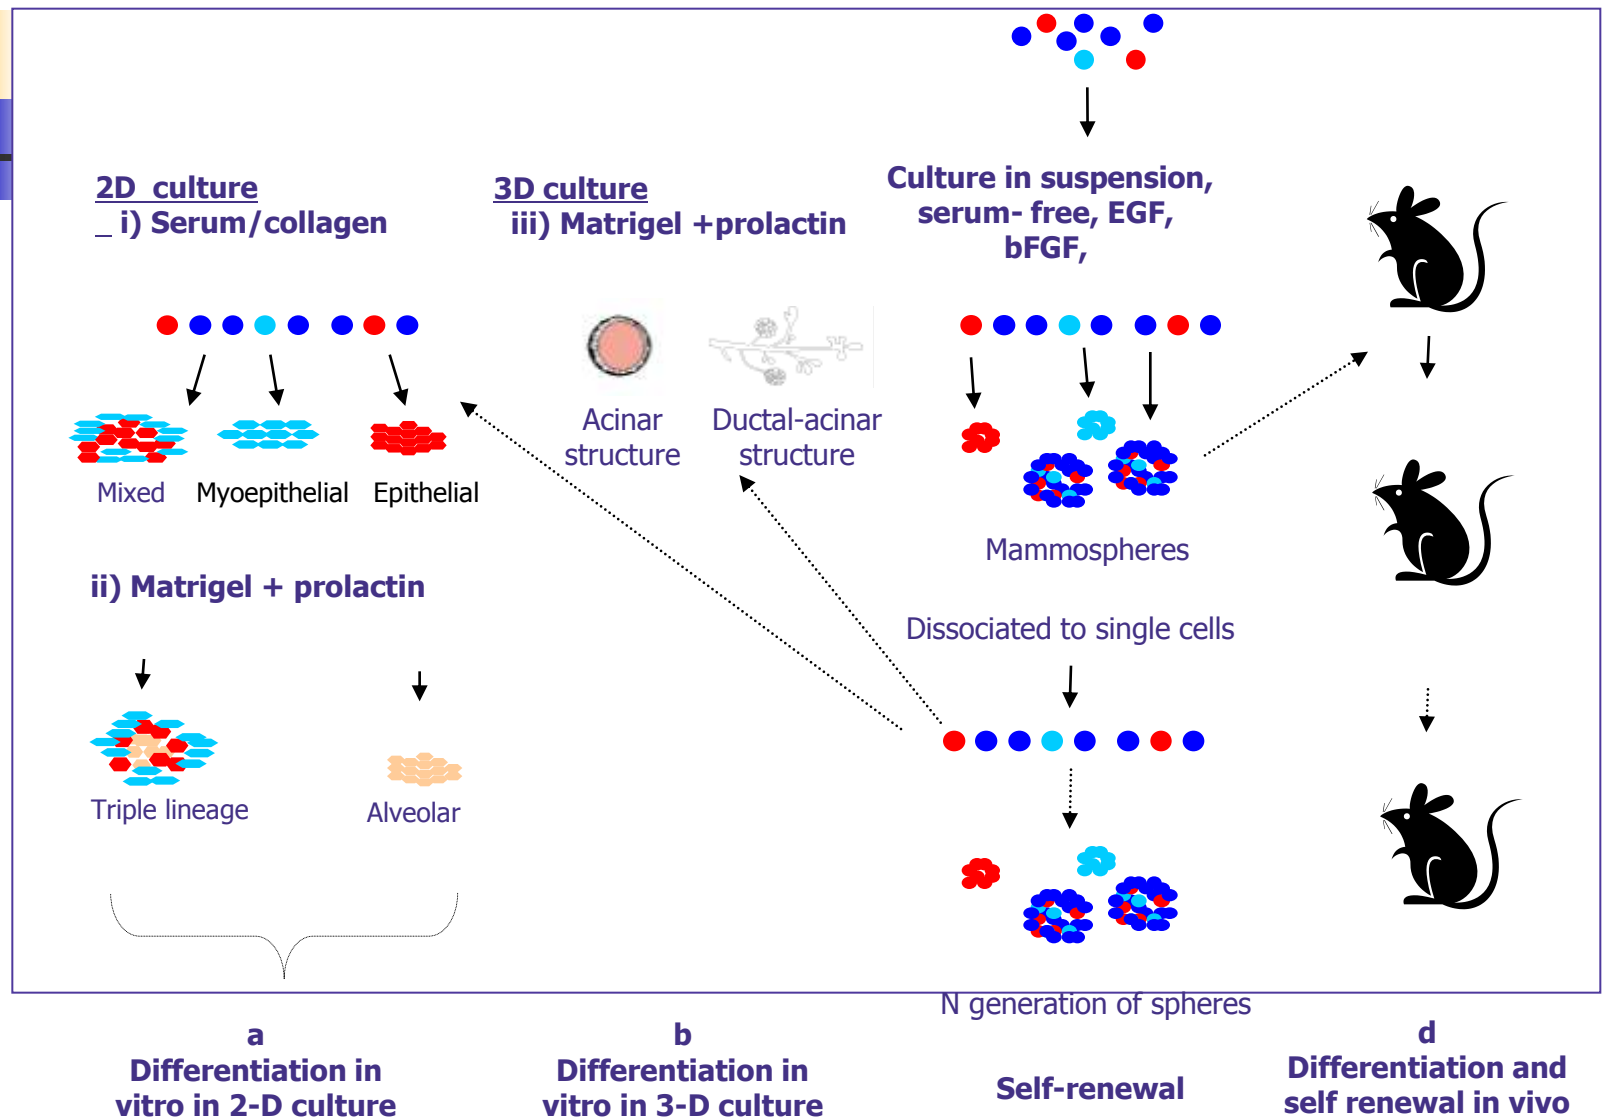 2D culture
_ i) Serum/collagen
3D culture
iii) Matrigel +prolactin
Culture in suspension,
serum- free, EGF,
bFGF,
Mixed
Myoepithelial
Epithelial
Acinar
structure
Ductal-acinar
structure
Mammospheres
ii) Matrigel + prolactin
Dissociated to single cells
Triple lineage
Alveolar
N generation of spheres
a
Differentiation in
vitro in 2-D culture
b
Differentiation in
vitro in 3-D culture
Self-renewal
d
Differentiation and
self renewal in vivo